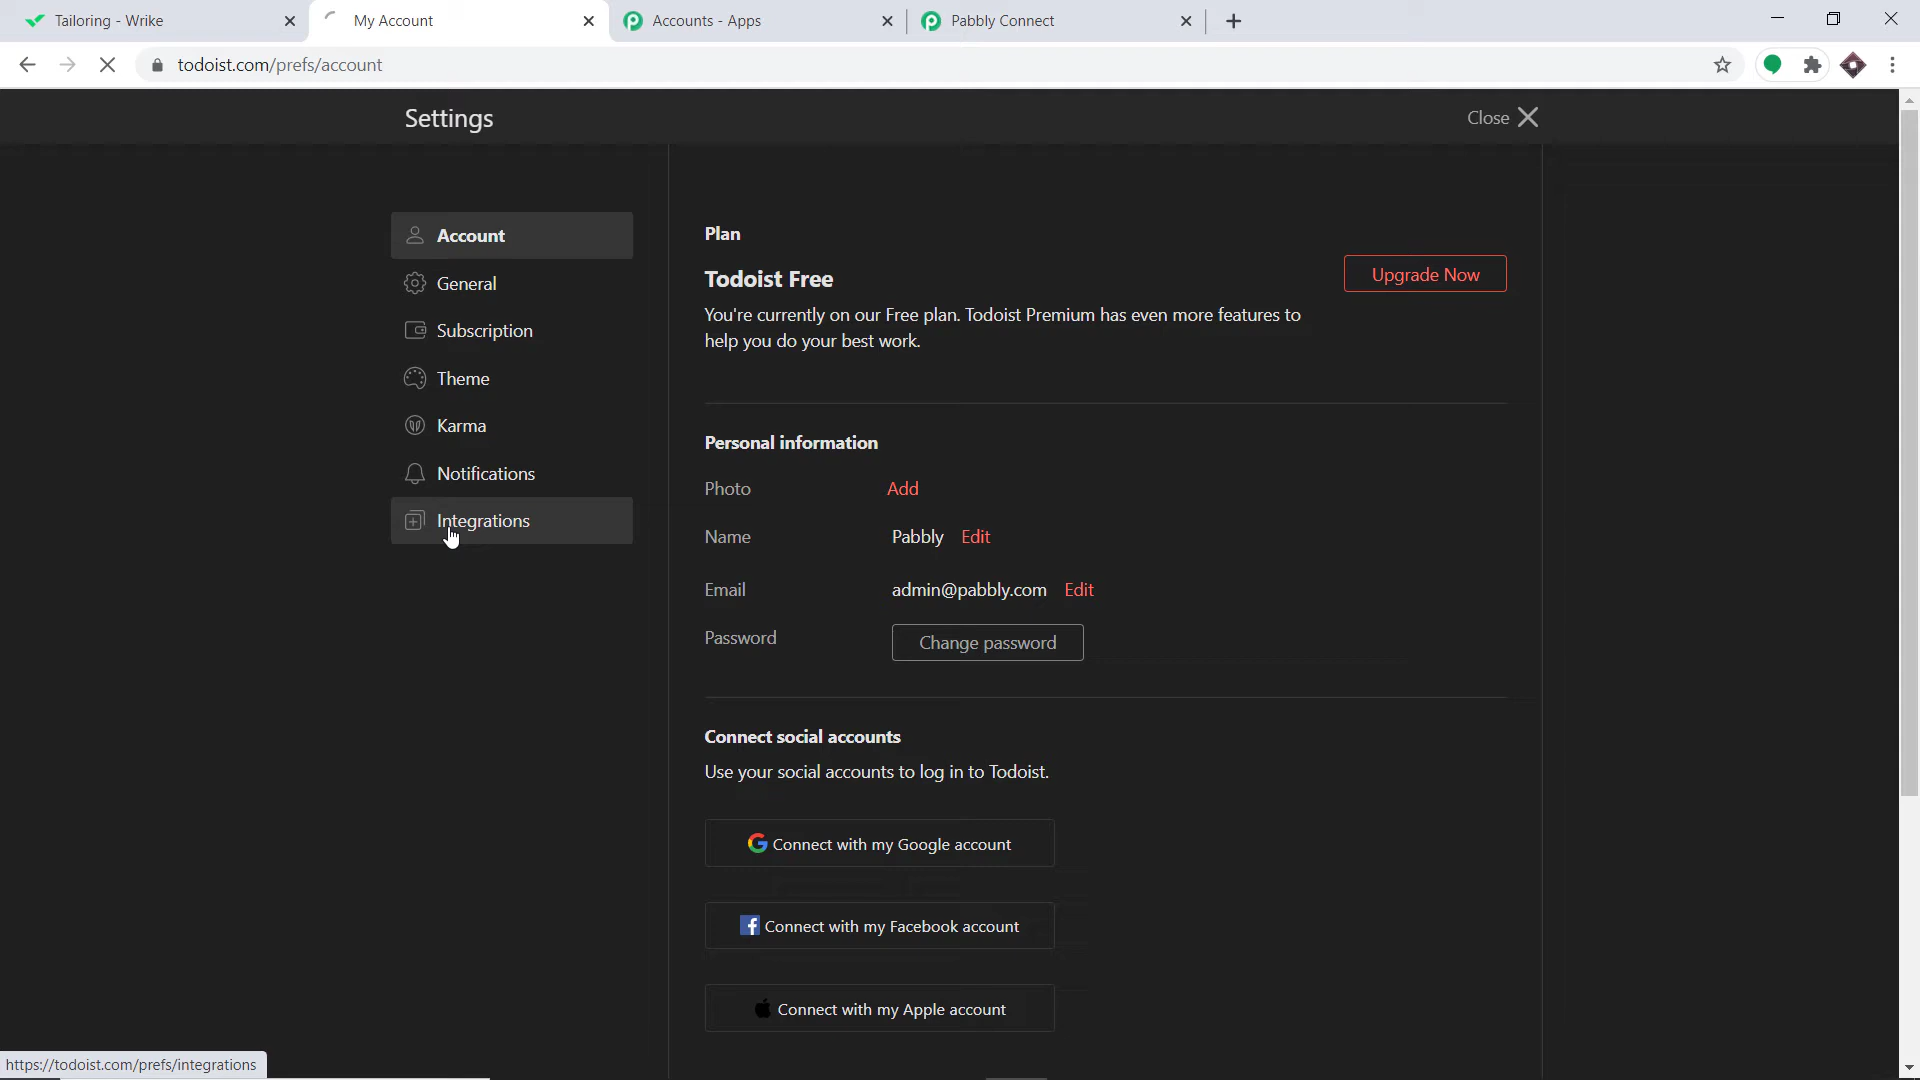 Tailoring - Wrike
My Account
Accounts - Apps
Pabbly Connect
todoist.com/prefs/account
Settings
Close
Account
General
Subscription
Theme
Karma
Notifications
Integrations
Plan
Todoist Free
Upgrade Now
You're currently on our Free plan. Todoist Premium has even more features to
help you do your best work.
Personal information
Photo
Add
Name
Pabbly
Edit
Email
admin@pabbly.com
Edit
Password
Change password
Connect social accounts
Use your social accounts to log in to Todoist.
Connect with my Google account
Connect with my Facebook account
Connect with my Apple account
https://todoist.com/prefs/integrations